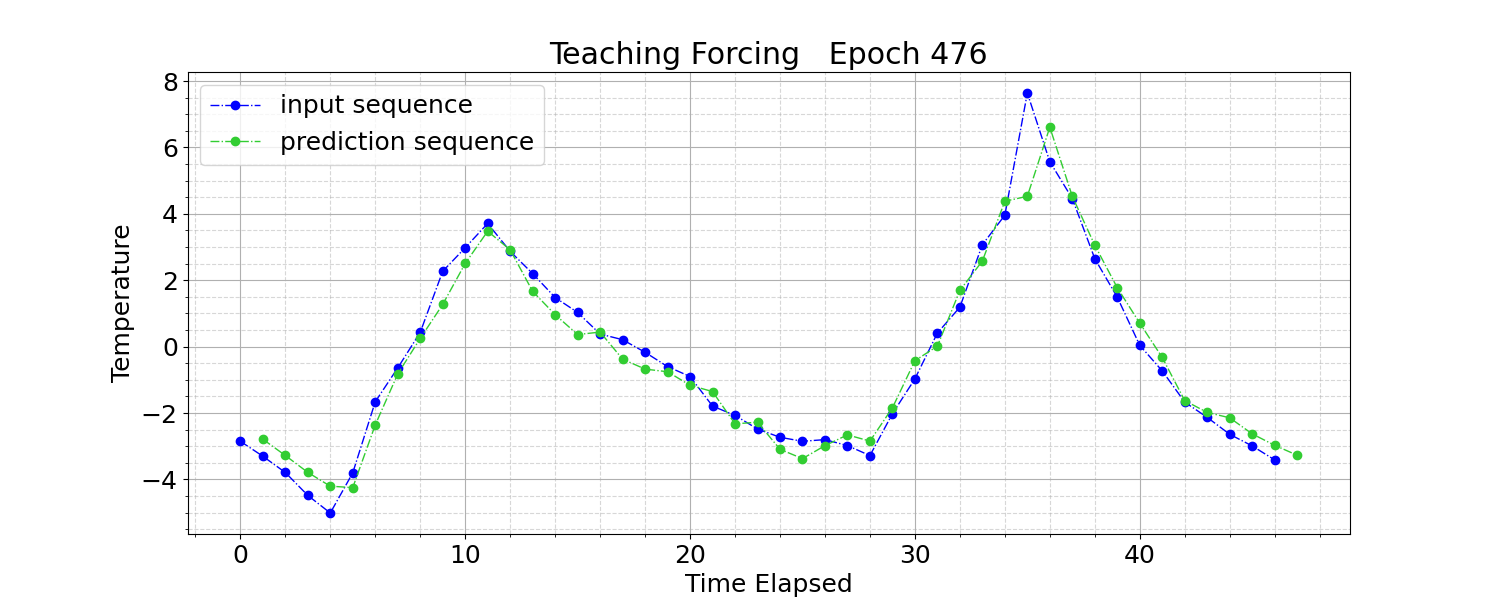 Teaching Forcing   Epoch 476
8
6
4
2
0
−2
−4
input sequence
prediction sequence
Temperature
0 10 20 30 40
Time Elapsed